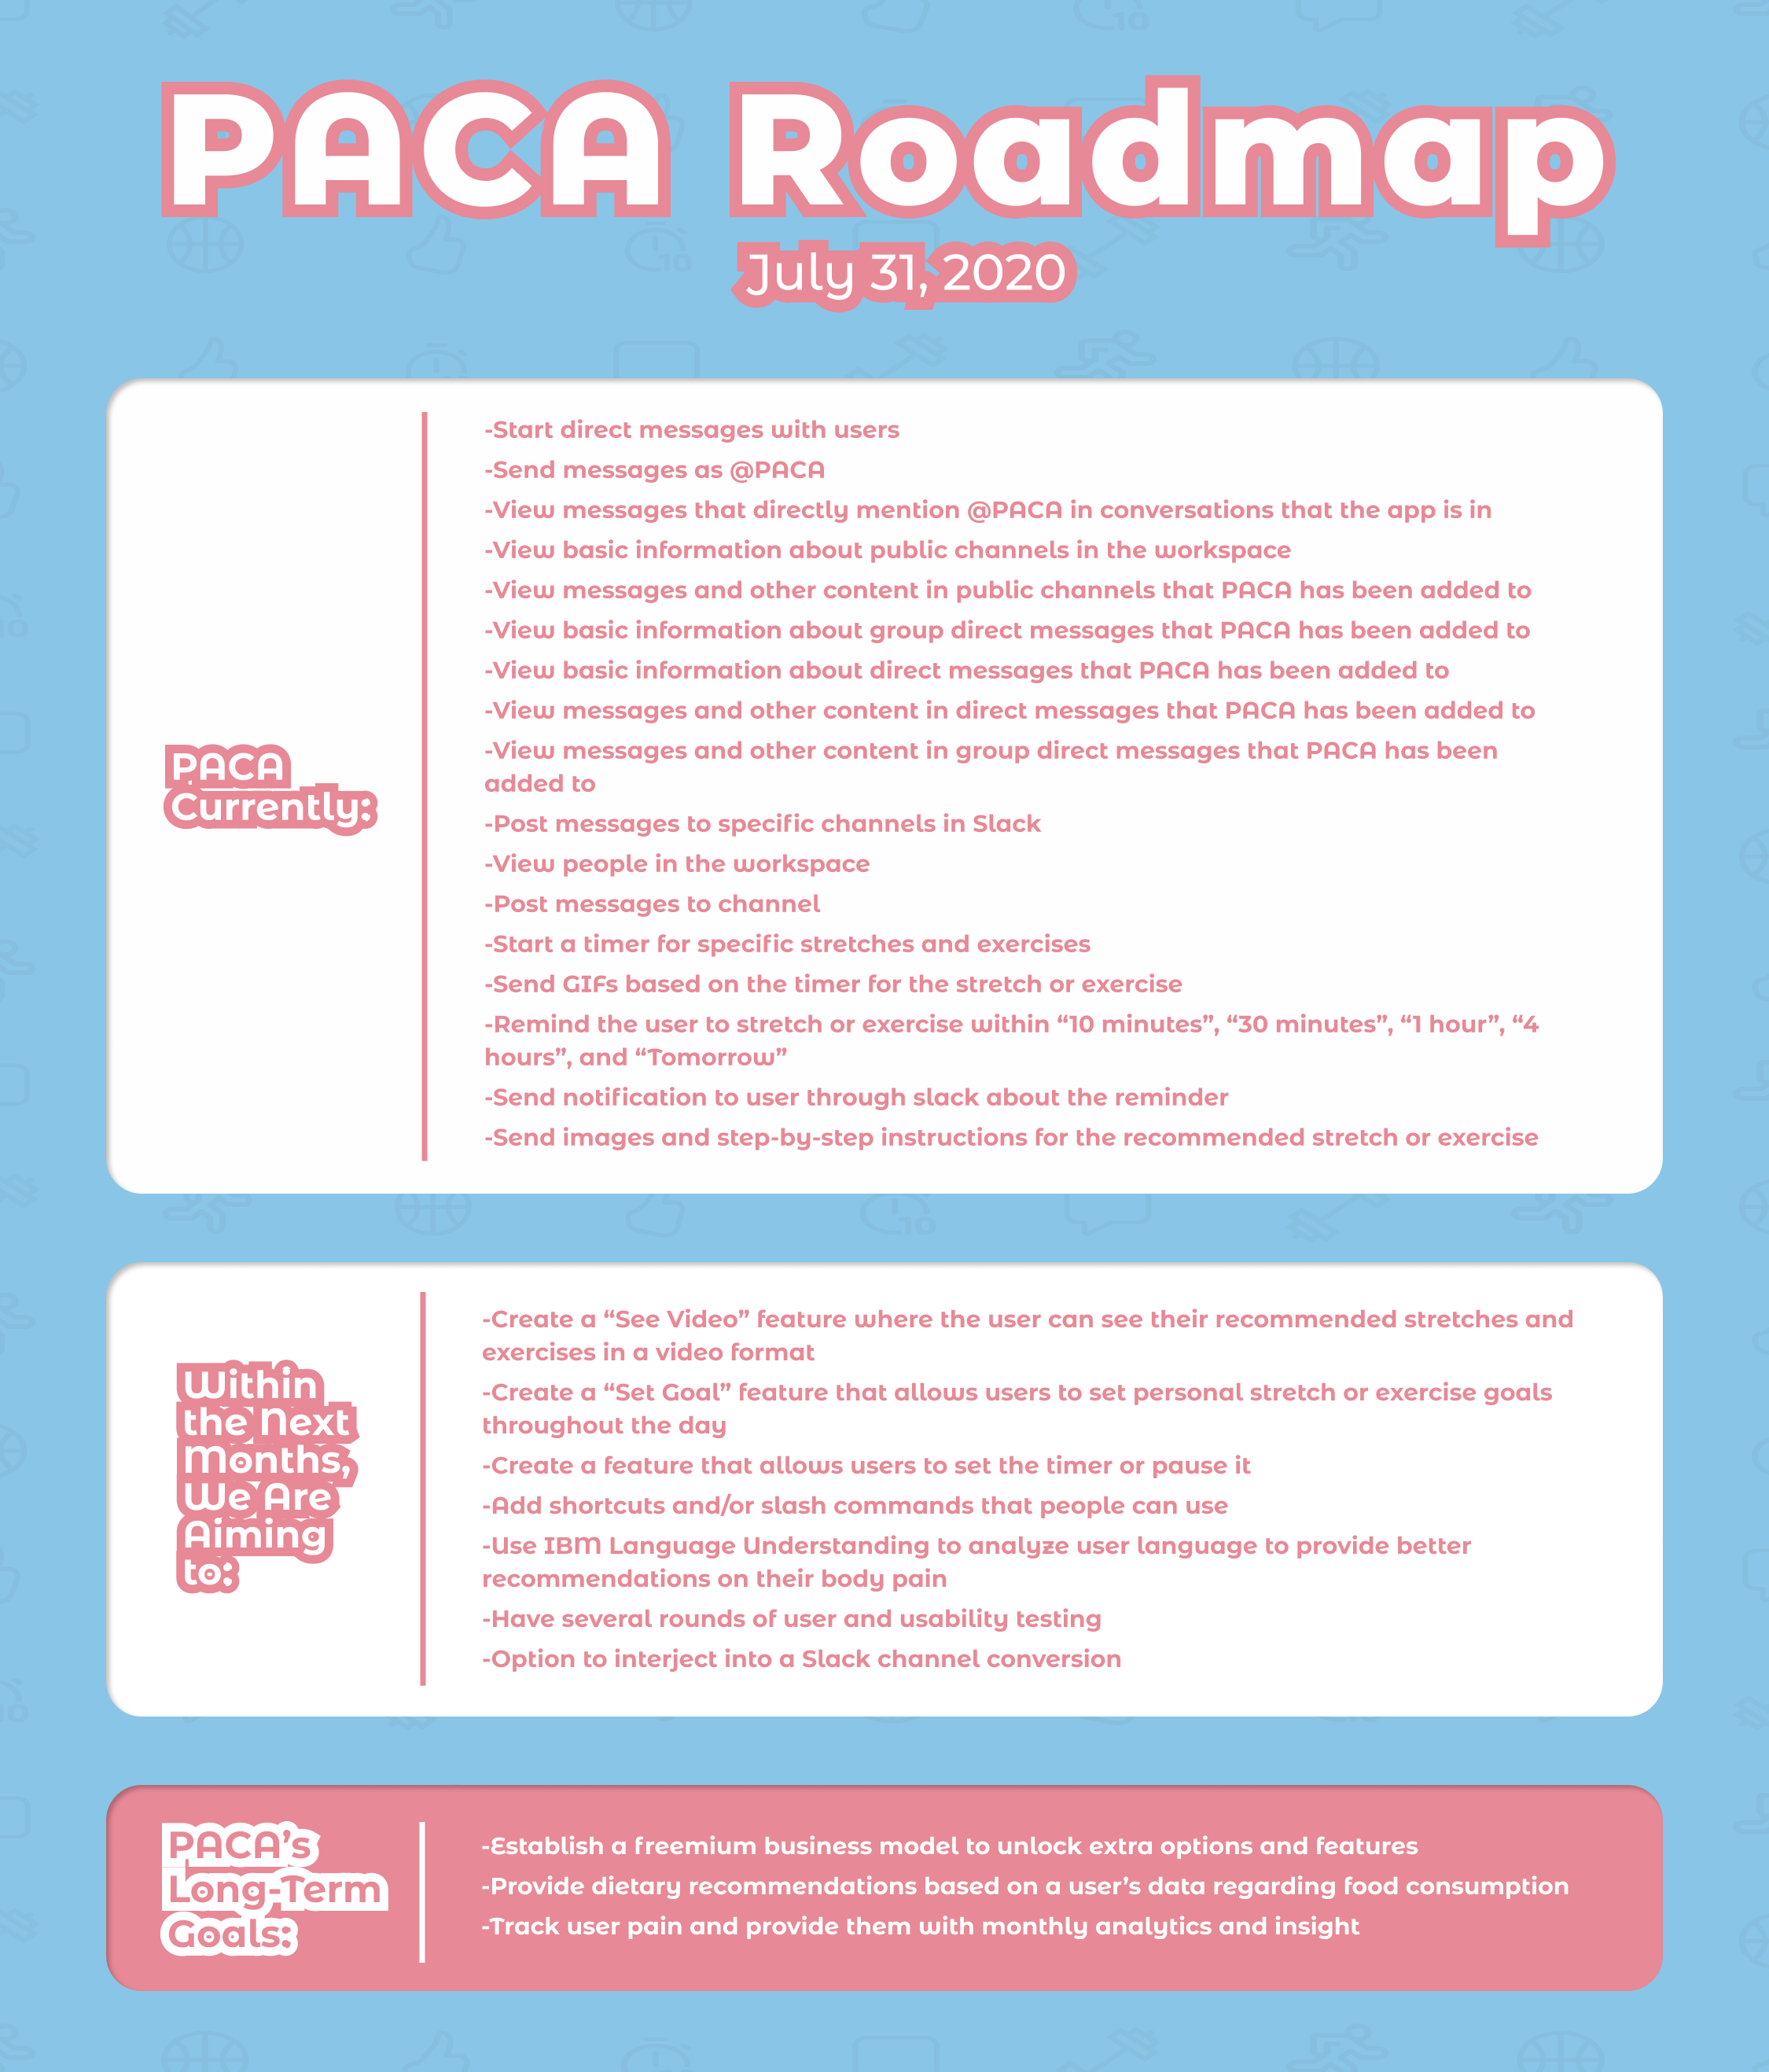 PACA Roadmap
July 31, 2020
PACA
Currently:
-Start direct messages with users
-Send messages as @PACA
-View messages that directly mention @PACA in conversations that the app is in
-View basic information about public channels in the workspace
-View messages and other content in public channels that PACA has been added to
-View basic information about group direct messages that PACA has been added to
-View basic information about direct messages that PACA has been added to
-View messages and other content in direct messages that PACA has been added to
-View messages and other content in group direct messages that PACA has been
added to
-Post messages to specific channels in Slack
-View people in the workspace
-Post messages to channel
-Start a timer for specific stretches and exercises
-Send GIFs based on the timer for the stretch or exercise
-Remind the user to stretch or exercise within “10 minutes”, “30 minutes”, “1 hour”, “4
hours”, and “Tomorrow”
-Send notification to user through slack about the reminder
-Send images and step-by-step instructions for the recommended stretch or exercise
Within
the Next
Months,
We Are
Aiming
to:
-Create a “See Video” feature where the user can see their recommended stretches and
exercises in a video format
-Create a “Set Goal” feature that allows users to set personal stretch or exercise goals
throughout the day
-Create a feature that allows users to set the timer or pause it
-Add shortcuts and/or slash commands that people can use
-Use IBM Language Understanding to analyze user language to provide better
recommendations on their body pain
-Have several rounds of user and usability testing
-Option to interject into a Slack channel conversion
PACA’s
Long-Term
Goals:
-Establish a freemium business model to unlock extra options and features
-Provide dietary recommendations based on a user’s data regarding food consumption
-Track user pain and provide them with monthly analytics and insight